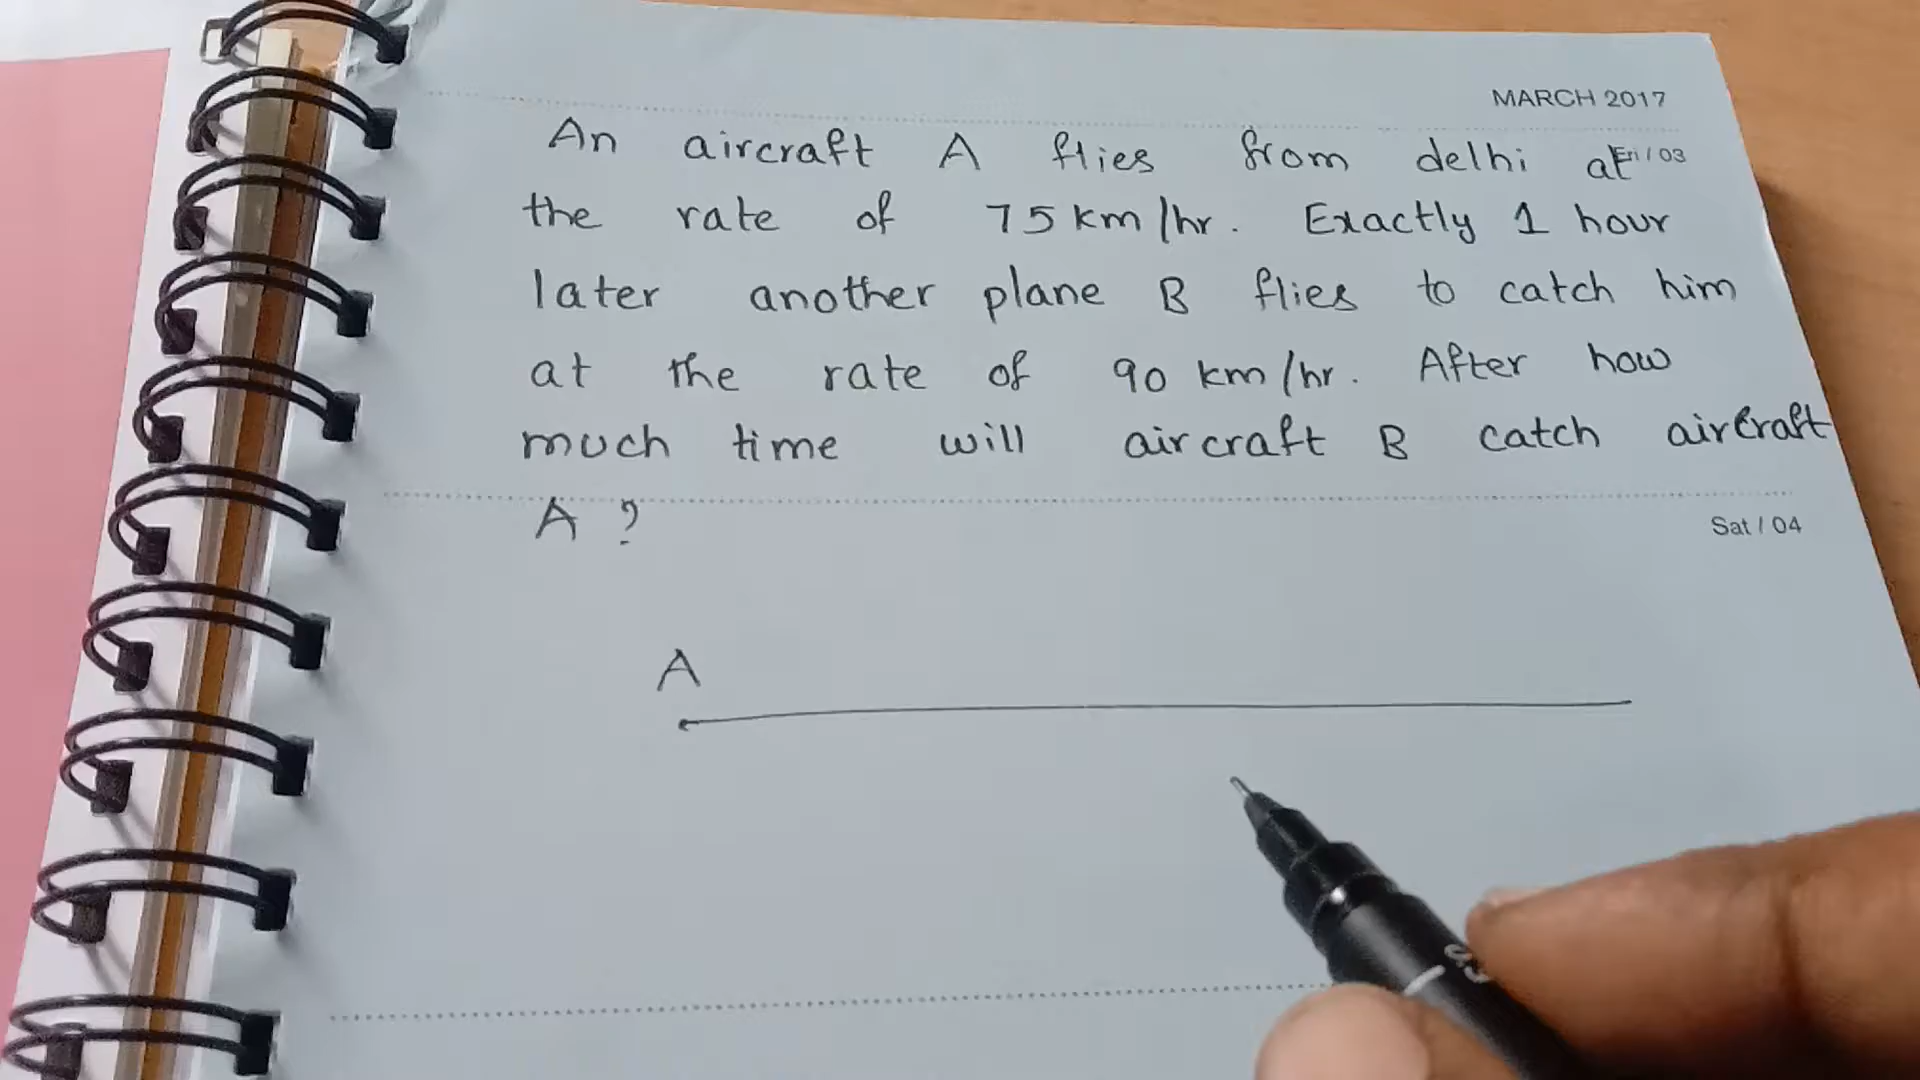 MARCH 2017
An aircraft A flies from delhi at
Fri / 03
the rate of 75 km/hr. Exactly 1 hour
later another plane B flies to catch him
at the rate of 90 km/hr. After how
much time will aircraft B catch aircraft
A ?
Sat / 04
A